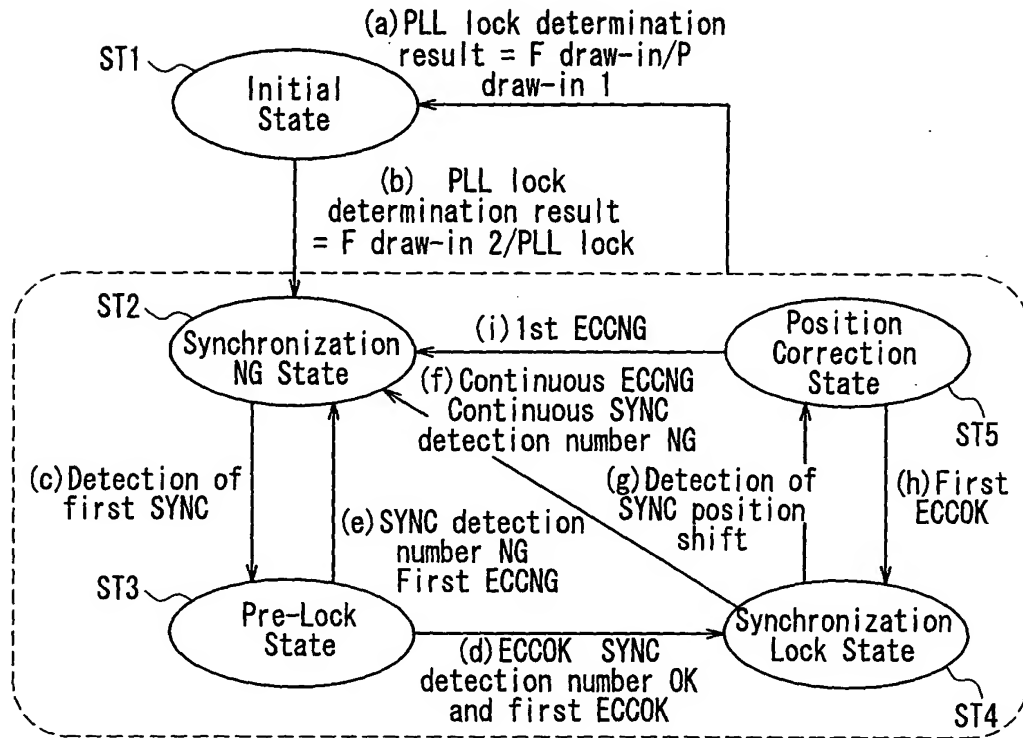 (a)PLL lock determination
result = F draw-in/P
draw-in 1
ST1
Initial
State
(b) PLL lock
determination result
= F draw-in 2/PLL lock
ST2
Synchronization
NG State
(i)1st ECCNG
Position
Correction
State
ST5
(f)Continuous ECCNG
Continuous SYNC
detection number NG
(c)Detection of
first SYNC
(e)SYNC detection
number NG
First ECCNG
(g)Detection of
SYNC position
shift
(h)First
ECCOK
ST3
Pre-Lock
State
(d)ECCOK SYNC
detection number OK
and first ECCOK
Synchronization
Lock State
ST4